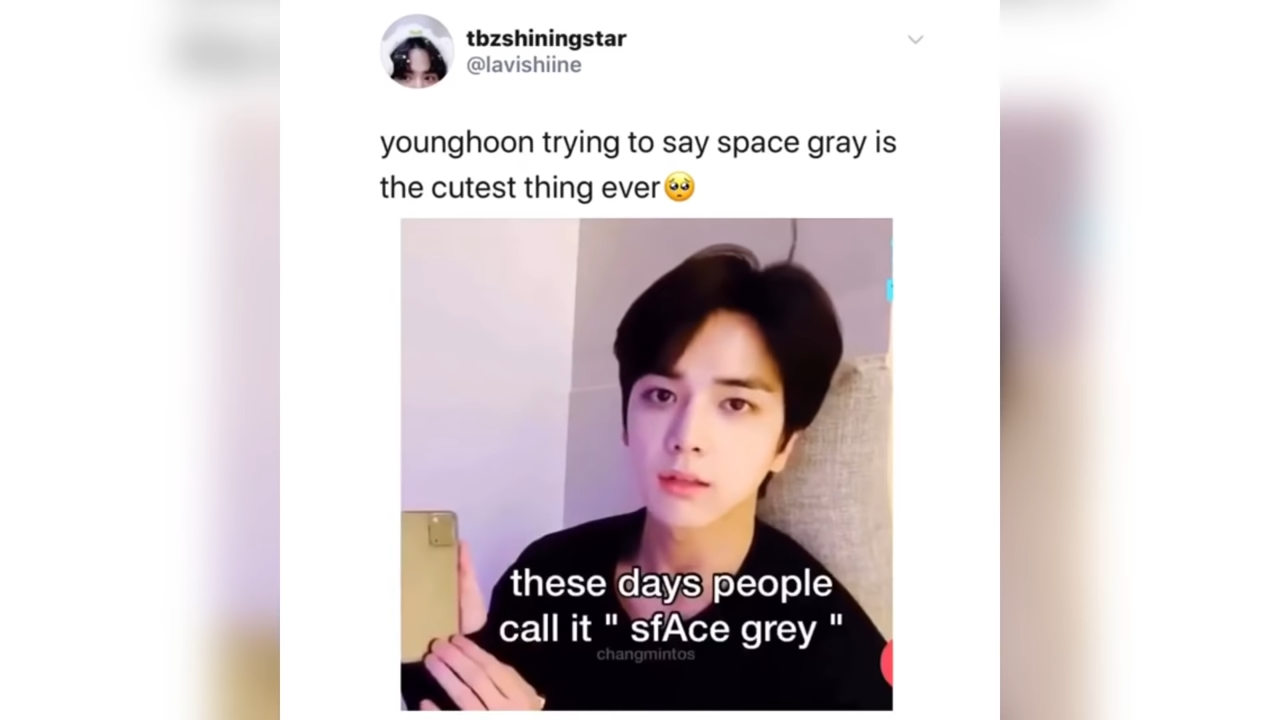 tbzshiningstar
@lavishiine
younghoon trying to say space gray is
the cutest thing ever🥺
these days people
call it " sfAce grey "
changmintos